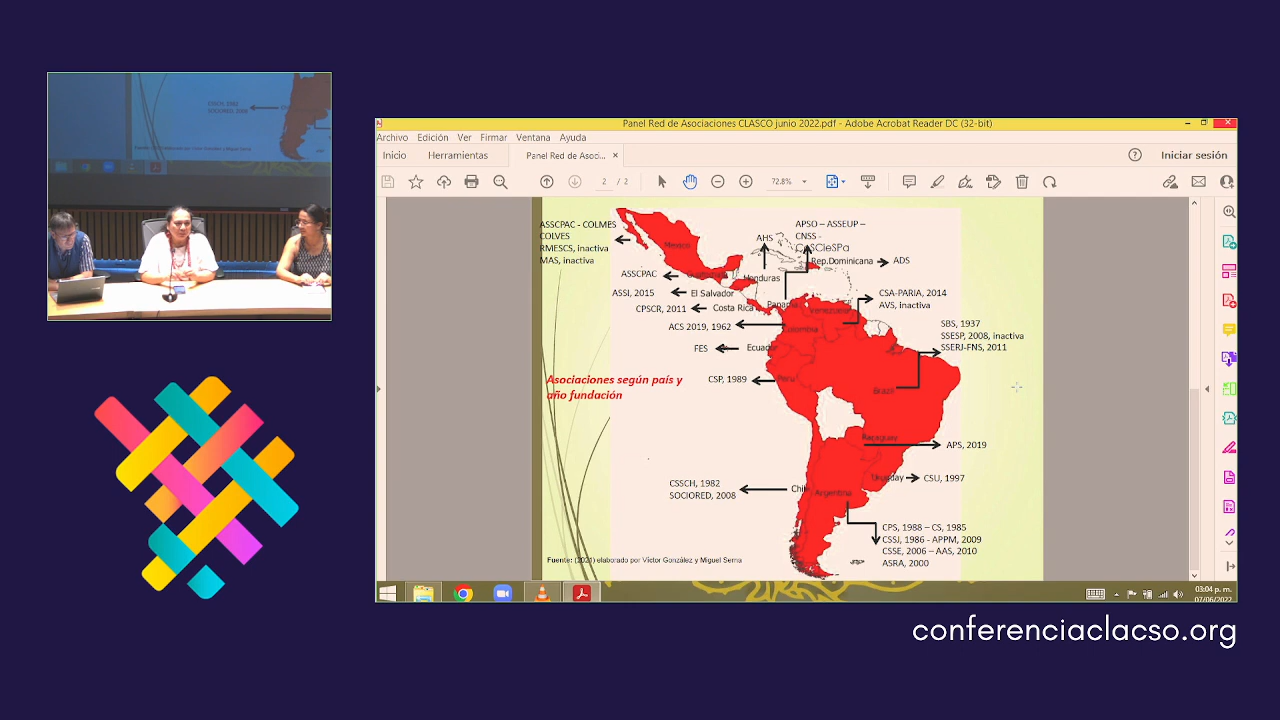 Panel Red de Asociaciones CLASCO junio 2022.pdf - Adobe Acrobat Reader DC (32-bit)
Archivo Edición Ver Firmar Ventana Ayuda
Inicio Herramientas Panel Red de Asoci... × Iniciar sesión
2 / 2 72.8%
ASSCPAC - COLMES
COLVES
RMESCS, inactiva
MAS, inactiva
Mexico
AHS
APSO – ASSEUP –
CNSS -
CoSCIeSPa
Rep.Dominicana ADS
ASSCPAC
Honduras
ASSI, 2015 El Salvador
CPSCR, 2011 Costa Rica
Panamá
CSA-PARIA, 2014
AVS, inactiva
Venezuela
ACS 2019, 1962 Colombia
SBS, 1937
SSESP, 2008, inactiva
SSERJ-FNS, 2011
FES Ecuador
CSP, 1989 Peru
Brazil
Asociaciones según país y
año fundación
Paraguay APS, 2019
Uruguay CSU, 1997
CSSCH, 1982
SOCIORED, 2008
Chile
Argentina
CPS, 1988 – CS, 1985
CSSJ, 1986 - APPM, 2009
CSSE, 2006 – AAS, 2010
ASRA, 2000
Fuente: (2021) elaborado por Víctor González y Miguel Serna
03:04 p. m.
07/06/2022
conferenciaclacso.org